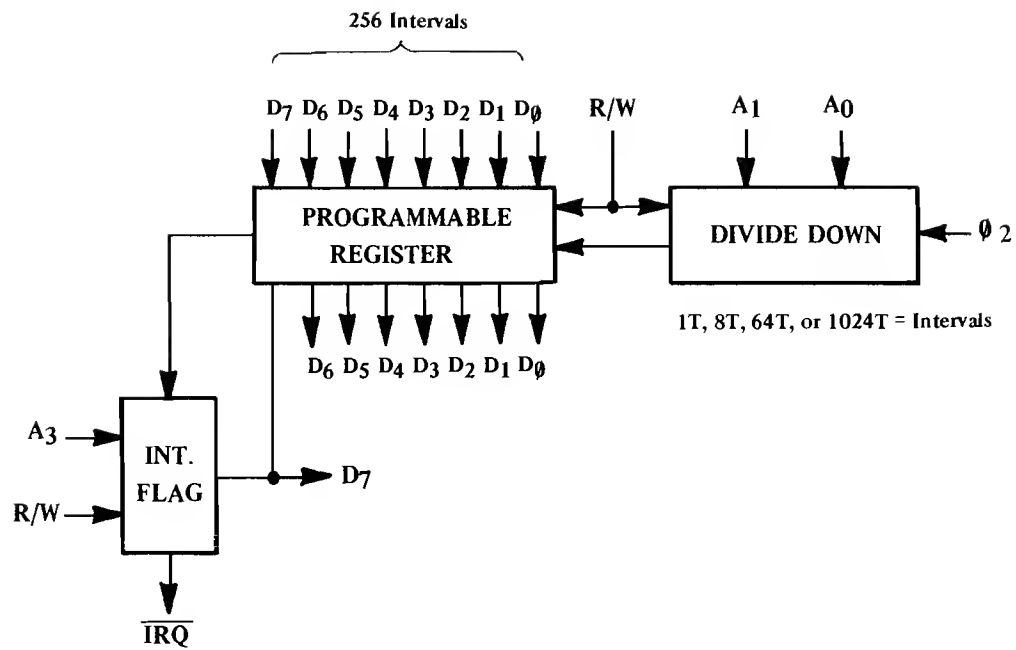 256 Intervals
D7 D6 D5 D4 D3 D2 D1 D0 R/W A1 A0
PROGRAMMABLE
REGISTER
DIVIDE DOWN
Ø 2
1T, 8T, 64T, or 1024T = Intervals
D6 D5 D4 D3 D2 D1 D0
A3
INT.
FLAG
D7
R/W
IRQ